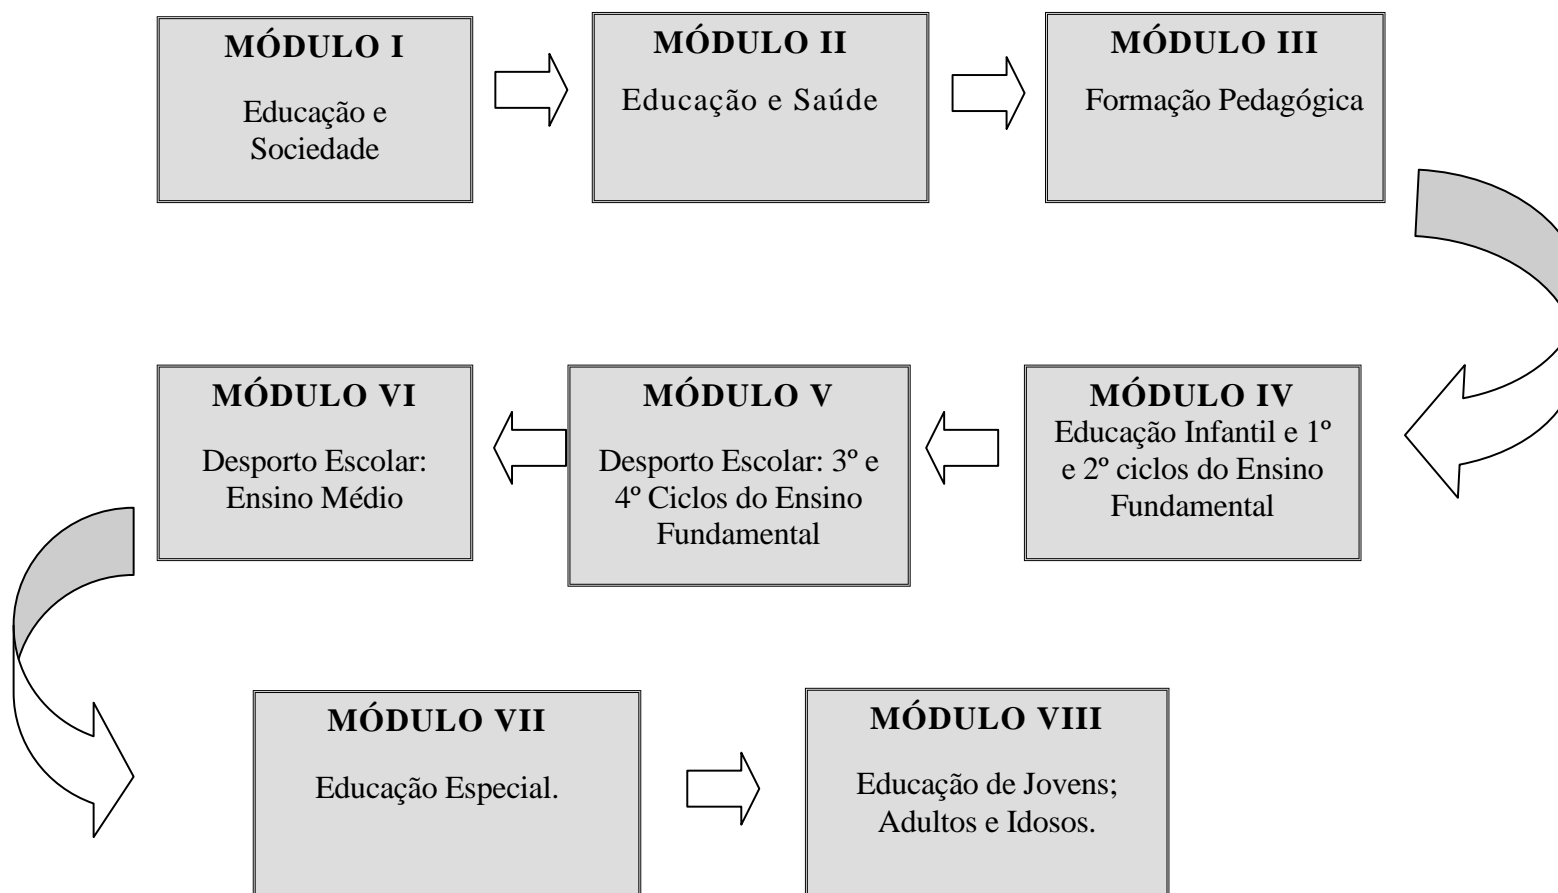 MÓDULO I
Educação e
Sociedade
MÓDULO II
Educação e Saúde
MÓDULO III
Formação Pedagógica
MÓDULO IV
Educação Infantil e 1º
e 2º ciclos do Ensino
Fundamental
MÓDULO V
Desporto Escolar: 3º e
4º Ciclos do Ensino
Fundamental
MÓDULO VI
Desporto Escolar:
Ensino Médio
MÓDULO VII
Educação Especial.
MÓDULO VIII
Educação de Jovens;
Adultos e Idosos.